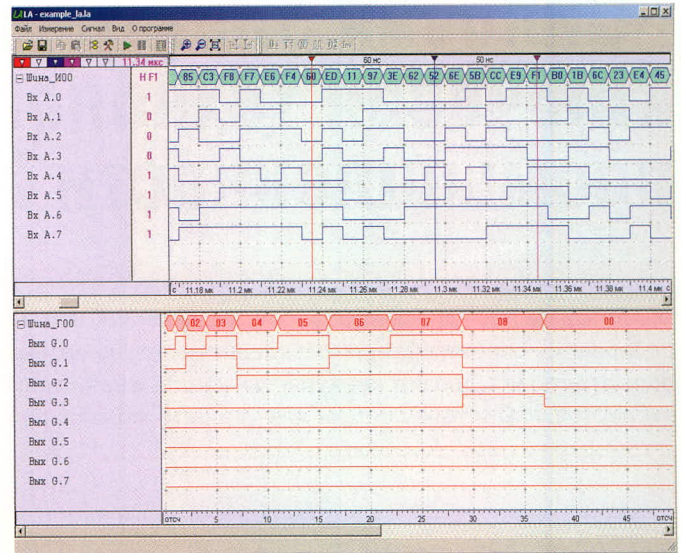 LA - example_la.la
Файл Измерение Сигнал Вид О программе
11.34 мкс 60 нс 50 нс
Шина_И00 H F1 85 C3 F8 F7 E6 F4 60 ED 11 97 3E 62 52 6E 5B CC E9 F1 B0 1B 6C 23 E4 45
Вх А.0 1
Вх А.1 0
Вх А.2 0
Вх А.3 0
Вх А.4 1
Вх А.5 1
Вх А.6 1
Вх А.7 1
с 11.18 мк 11.2 мк 11.22 мк 11.24 мк 11.26 мк 11.28 мк 11.3 мк 11.32 мк 11.34 мк 11.36 мк 11.38 мк 11.4 мк
Шина_Г00 02 03 04 05 06 07 08 00
Вых G.0
Вых G.1
Вых G.2
Вых G.3
Вых G.4
Вых G.5
Вых G.6
Вых G.7
отсч 5 10 15 20 25 30 35 40 45 отсч